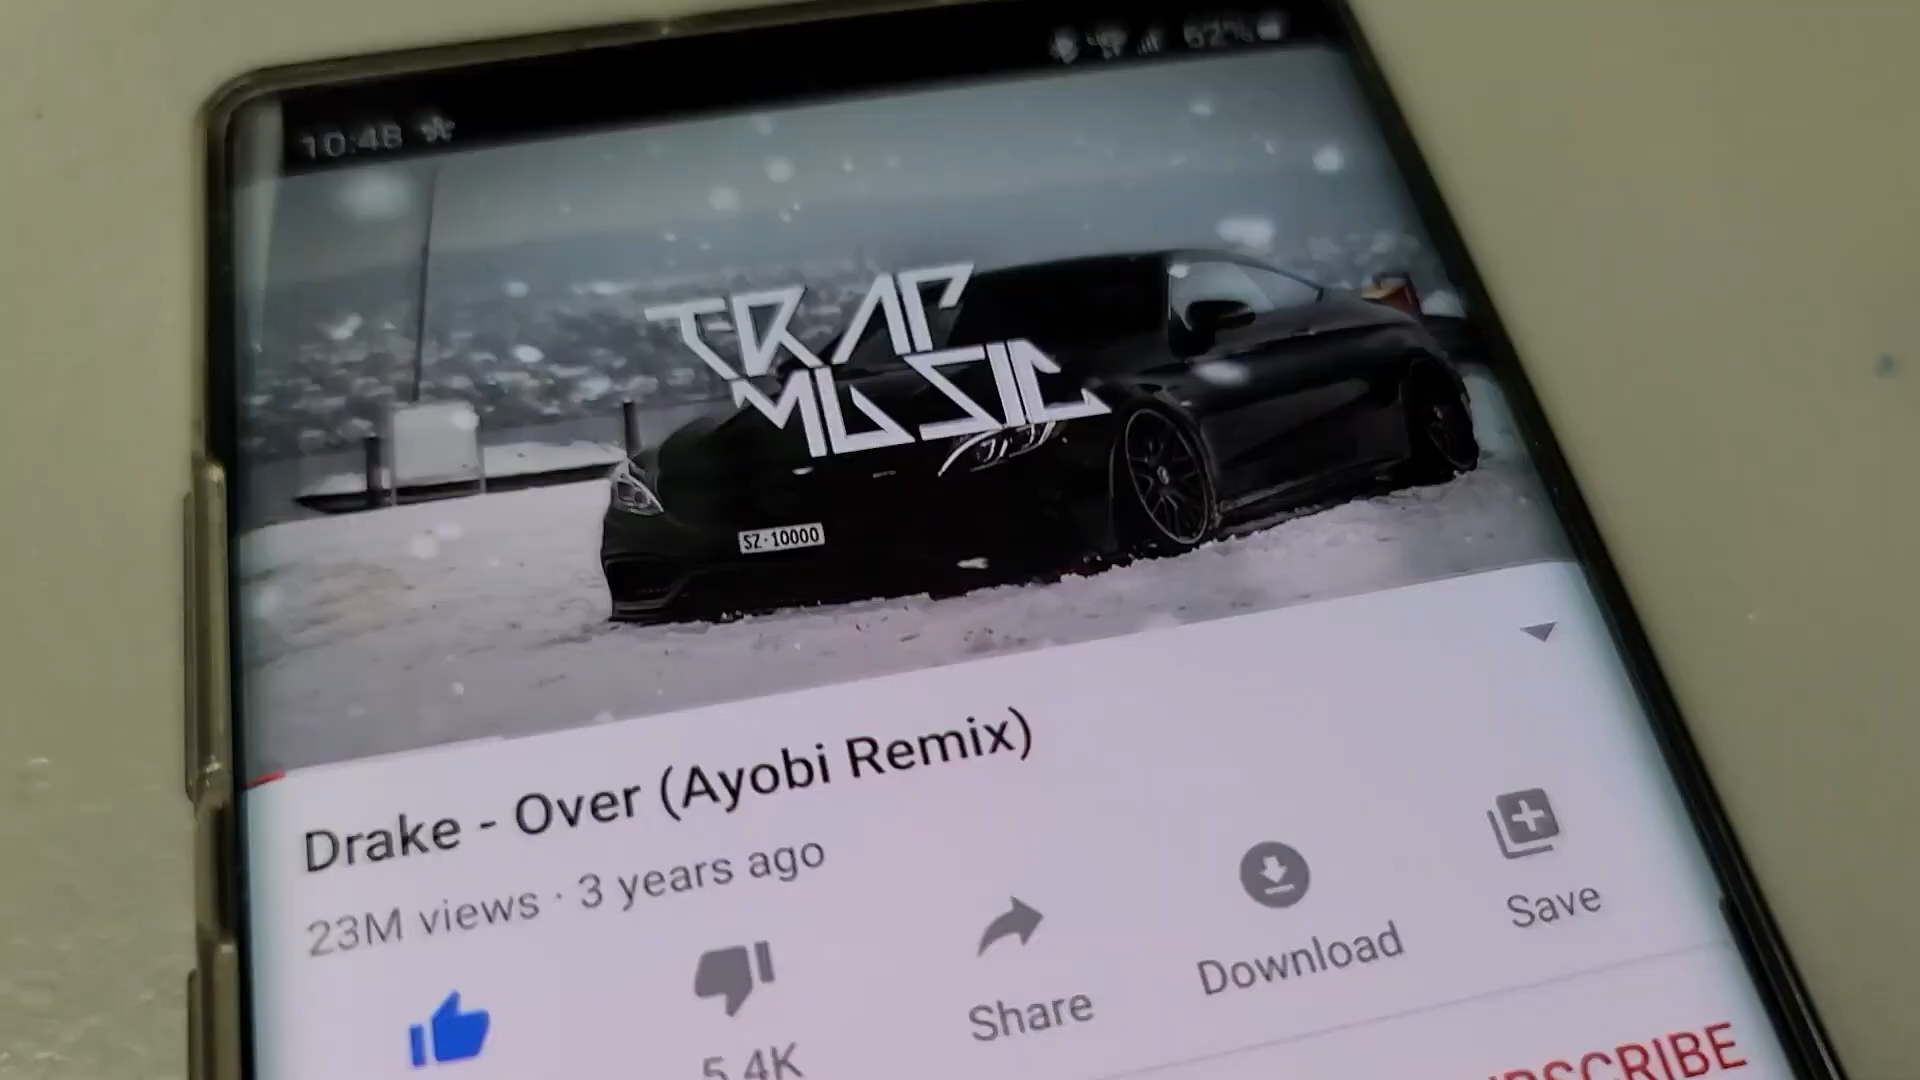 10:48
62%
TRAP
MUSIC
SZ·10000
Drake - Over (Ayobi Remix)
23M views · 3 years ago
5.4K
Share
Download
Save